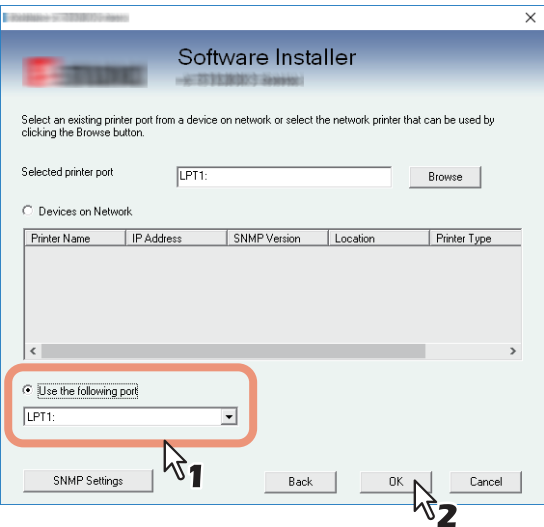 Software Installer
Select an existing printer port from a device on network or select the network printer that can be used by
clicking the Browse button.
Selected printer port
LPT1:
Browse
Devices on Network
Printer Name IP Address SNMP Version Location Printer Type
Use the following port
LPT1:
1
SNMP Settings Back OK Cancel
2